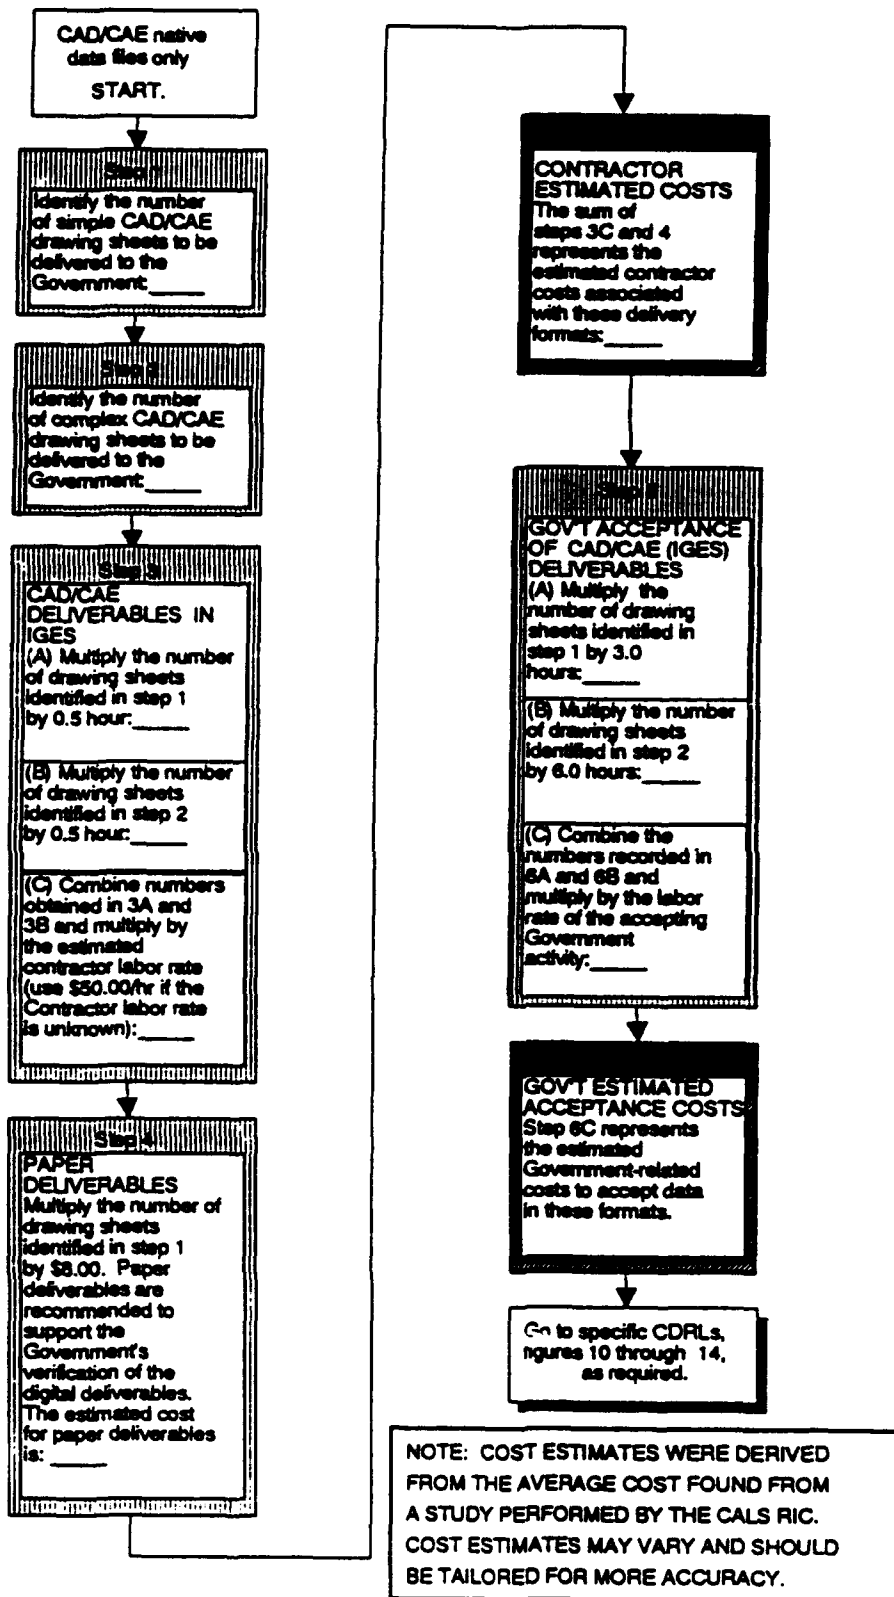 CAD/CAE native
data files only
START.
Step 1
Identify the number
of simple CAD/CAE
drawing sheets to be
delivered to the
Government:
Step 2
Identify the number
of complex CAD/CAE
drawing sheets to be
delivered to the
Government:
Step 3
CAD/CAE
DELIVERABLES IN
IGES
(A) Multiply the number
of drawing sheets
identified in step 1
by 0.5 hour:
(B) Multiply the number
of drawing sheets
identified in step 2
by 0.5 hour:
(C) Combine numbers
obtained in 3A and
3B and multiply by
the estimated
contractor labor rate
(use $50.00/hr if the
Contractor labor rate
is unknown):
Step 4
PAPER
DELIVERABLES
Multiply the number of
drawing sheets
identified in step 1
by $6.00. Paper
deliverables are
recommended to
support the
Government's
verification of the
digital deliverables.
The estimated cost
for paper deliverables
is:
CONTRACTOR
ESTIMATED COSTS
The sum of
steps 3C and 4
represents the
estimated contractor
costs associated
with these delivery
formats:
Step
GOV'T ACCEPTANCE
OF CAD/CAE (IGES)
DELIVERABLES
(A) Multiply the
number of drawing
sheets identified in
step 1 by 3.0
hours:
(B) Multiply the number
of drawing sheets
identified in step 2
by 6.0 hours:
(C) Combine the
numbers recorded in
6A and 6B and
multiply by the labor
rate of the accepting
Government
activity:
GOV'T ESTIMATED
ACCEPTANCE COSTS
Step 6C represents
the estimated
Government-related
costs to accept data
in these formats.
Go to specific CDRLs,
figures 10 through 14,
as required.
NOTE: COST ESTIMATES WERE DERIVED
FROM THE AVERAGE COST FOUND FROM
A STUDY PERFORMED BY THE CALS RIC.
COST ESTIMATES MAY VARY AND SHOULD
BE TAILORED FOR MORE ACCURACY.